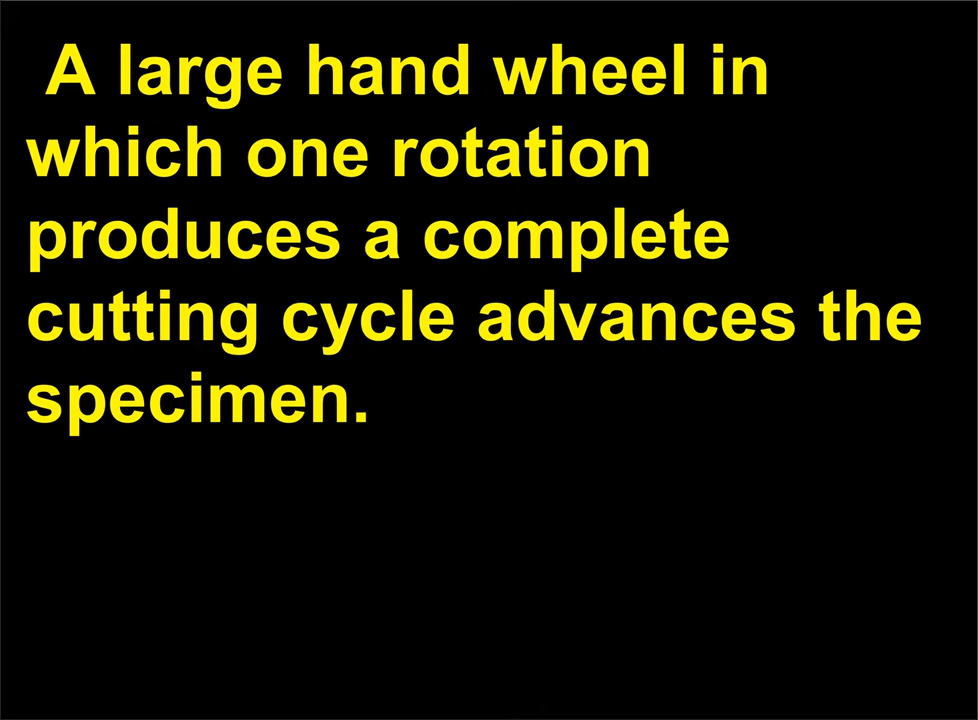 A large hand wheel in
which one rotation
produces a complete
cutting cycle advances the
specimen.